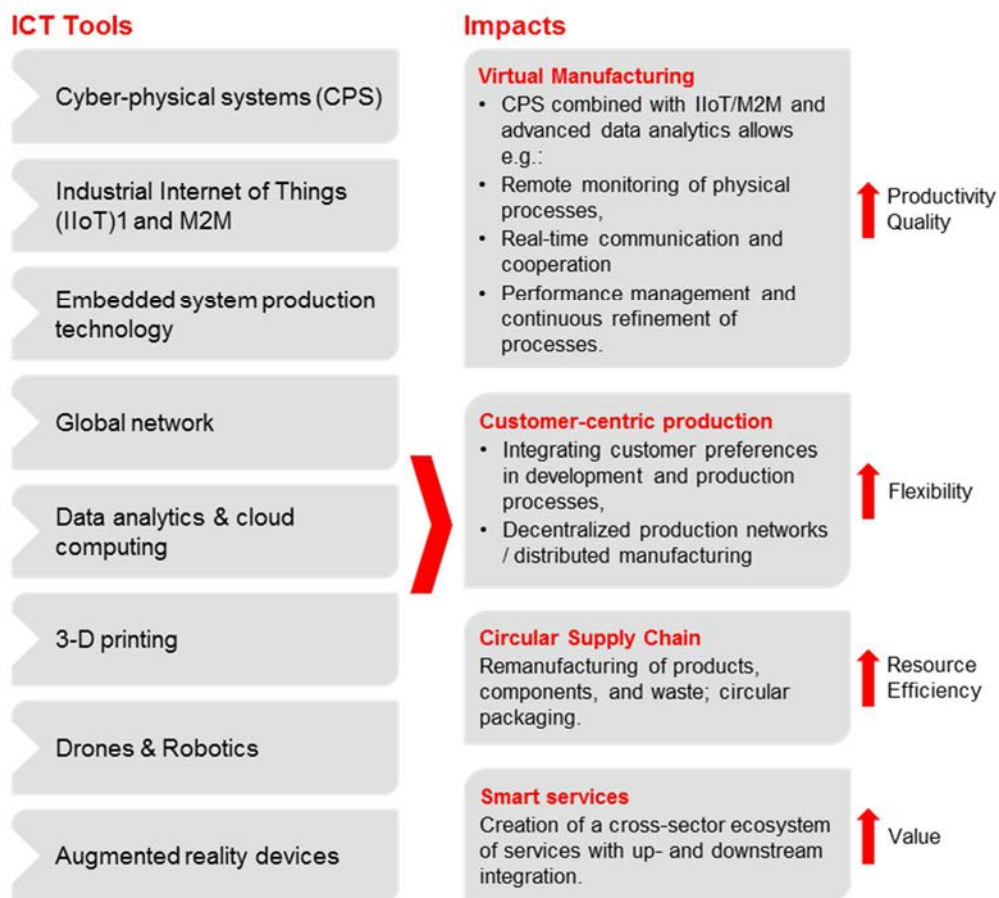 ICT Tools
Cyber-physical systems (CPS)
Industrial Internet of Things
(IIoT)1 and M2M
Embedded system production
technology
Global network
Data analytics & cloud
computing
3-D printing
Drones & Robotics
Augmented reality devices
Impacts
Virtual Manufacturing
• CPS combined with IIoT/M2M and
advanced data analytics allows
e.g.:
• Remote monitoring of physical
processes,
• Real-time communication and
cooperation
• Performance management and
continuous refinement of
processes.
Productivity
Quality
Customer-centric production
• Integrating customer preferences
in development and production
processes,
• Decentralized production networks
/ distributed manufacturing
Flexibility
Circular Supply Chain
Remanufacturing of products,
components, and waste; circular
packaging.
Resource
Efficiency
Smart services
Creation of a cross-sector ecosystem
of services with up- and downstream
integration.
Value